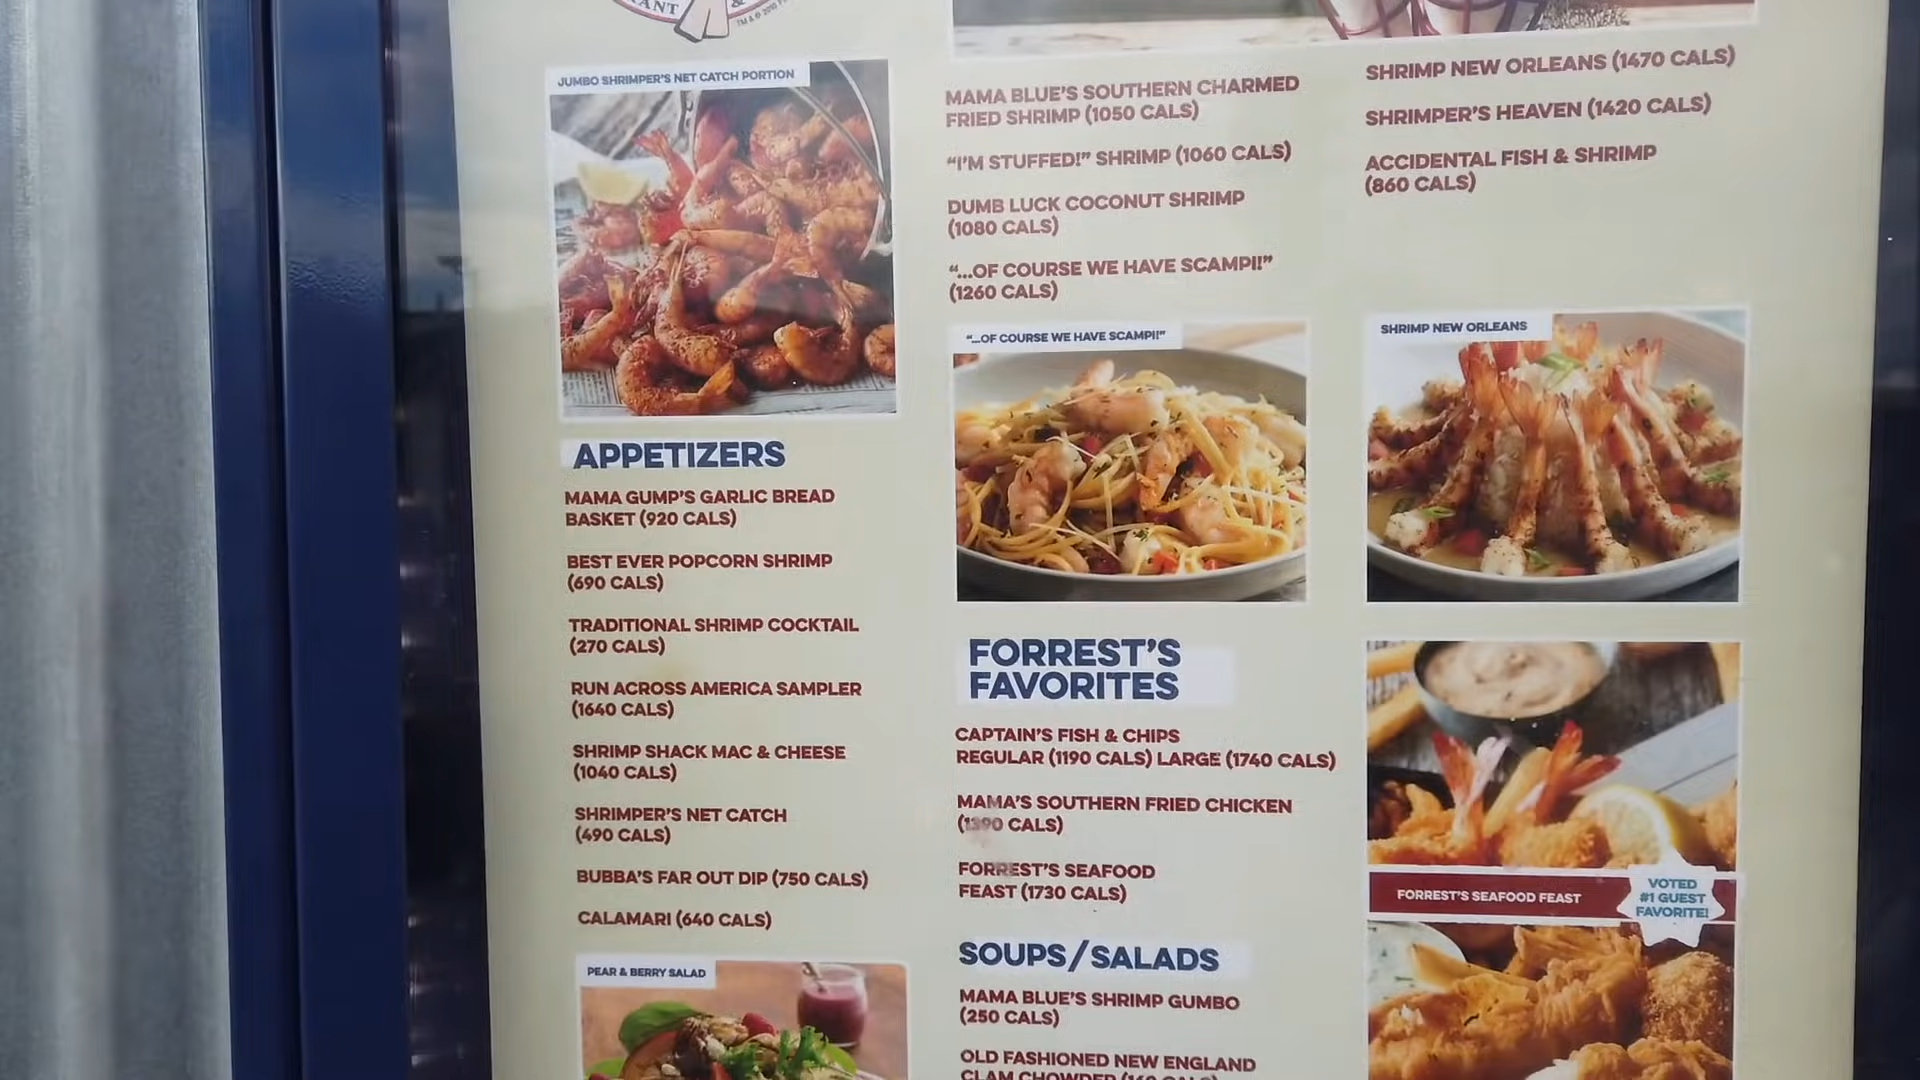 RANT
&
TM & © 2010
JUMBO SHRIMPER'S NET CATCH PORTION
APPETIZERS
MAMA GUMP'S GARLIC BREAD
BASKET (920 CALS)
BEST EVER POPCORN SHRIMP
(690 CALS)
TRADITIONAL SHRIMP COCKTAIL
(270 CALS)
RUN ACROSS AMERICA SAMPLER
(1640 CALS)
SHRIMP SHACK MAC & CHEESE
(1040 CALS)
SHRIMPER'S NET CATCH
(490 CALS)
BUBBA'S FAR OUT DIP (750 CALS)
CALAMARI (640 CALS)
PEAR & BERRY SALAD
MAMA BLUE'S SOUTHERN CHARMED
FRIED SHRIMP (1050 CALS)
"I'M STUFFED!" SHRIMP (1060 CALS)
DUMB LUCK COCONUT SHRIMP
(1080 CALS)
"...OF COURSE WE HAVE SCAMPI!"
(1260 CALS)
"...OF COURSE WE HAVE SCAMPI!"
FORREST'S
FAVORITES
CAPTAIN'S FISH & CHIPS
REGULAR (1190 CALS) LARGE (1740 CALS)
MAMA'S SOUTHERN FRIED CHICKEN
(1390 CALS)
FORREST'S SEAFOOD
FEAST (1730 CALS)
SOUPS/SALADS
MAMA BLUE'S SHRIMP GUMBO
(250 CALS)
OLD FASHIONED NEW ENGLAND
CLAM CHOWDER
SHRIMP NEW ORLEANS (1470 CALS)
SHRIMPER'S HEAVEN (1420 CALS)
ACCIDENTAL FISH & SHRIMP
(860 CALS)
SHRIMP NEW ORLEANS
FORREST'S SEAFOOD FEAST
VOTED
#1 GUEST
FAVORITE!